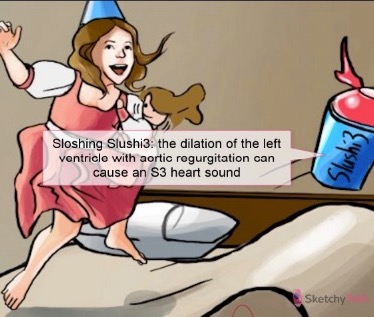 Sloshing Slushi3: the dilation of the left
ventricle with aortic regurgitation can
cause an S3 heart sound
Slushi3
Sketchy